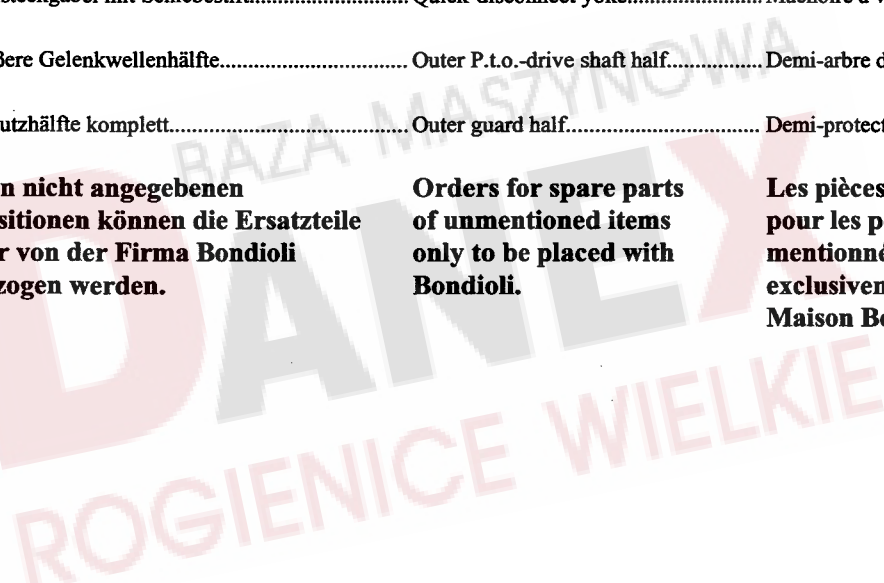 ßere Gelenkwellenhälfte.................................. Outer P.t.o.-drive shaft half................. Demi-arbre d
utzhälfte komplett........................................... Outer guard half................................... Demi-protect
n nicht angegebenen
sitionen können die Ersatzteile
r von der Firma Bondioli
zogen werden.
Orders for spare parts
of unmentioned items
only to be placed with
Bondioli.
Les pièces
pour les p
mentionné
exclusiven
Maison Bo
BAZA MASZYNOWA
DANEX
ROGIENICE WIELKIE